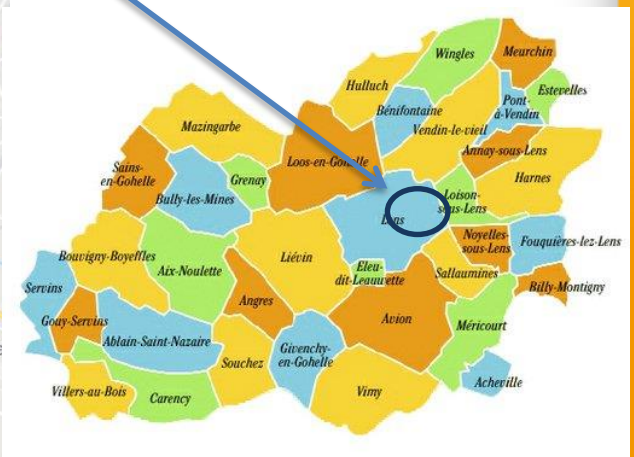 Wingles
Meurchin
Hulluch
Bénifontaine
Pont-
à-Vendin
Estevelles
Mazingarbe
Vendin-le-vieil
Annay-sous-Lens
Sains-
en-Gohelle
Loos-en-Gohelle
Harnes
Grenay
Bully-les-Mines
Loison-
sous-Lens
Lens
Noyelles-
sous-Lens
Fouquières-lez-Lens
Bouvigny-Boyeffles
Aix-Noulette
Liévin
Eleu-
dit-Leauwette
Sallaumines
Servins
Angres
Billy-Montigny
Gouy-Servins
Avion
Méricourt
Ablain-Saint-Nazaire
Souchez
Givenchy-
en-Gohelle
Acheville
Villers-au-Bois
Carency
Vimy